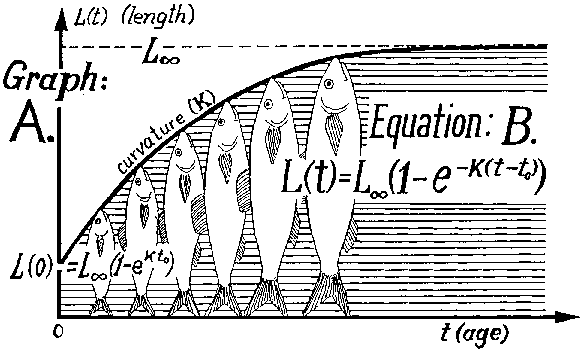 L(t) (length)
L∞
Graph:
A.
curvature (K)
Equation: B.
L(t)=L∞(1-e^-K(t-t₀))
L(0)=L∞(1-e^Kt₀)
0
t (age)